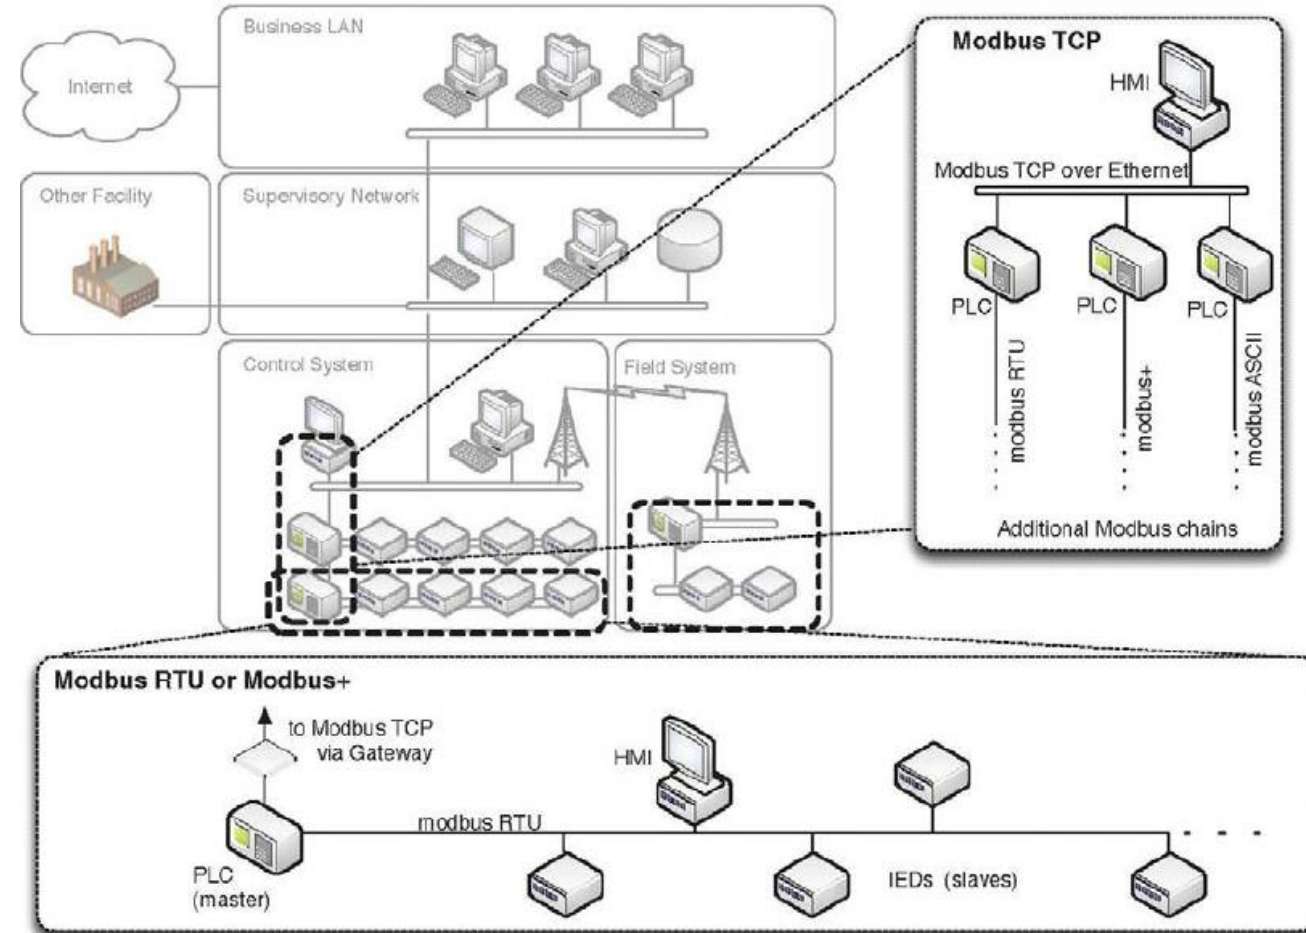 Business LAN
Internet
Other Facility
Supervisory Network
Control System
Field System
Modbus TCP
HMI
Modbus TCP over Ethernet
PLC
PLC
PLC
modbus RTU
modbus+
modbus ASCII
Additional Modbus chains
Modbus RTU or Modbus+
to Modbus TCP
via Gateway
HMI
modbus RTU
PLC
(master)
IEDs (slaves)